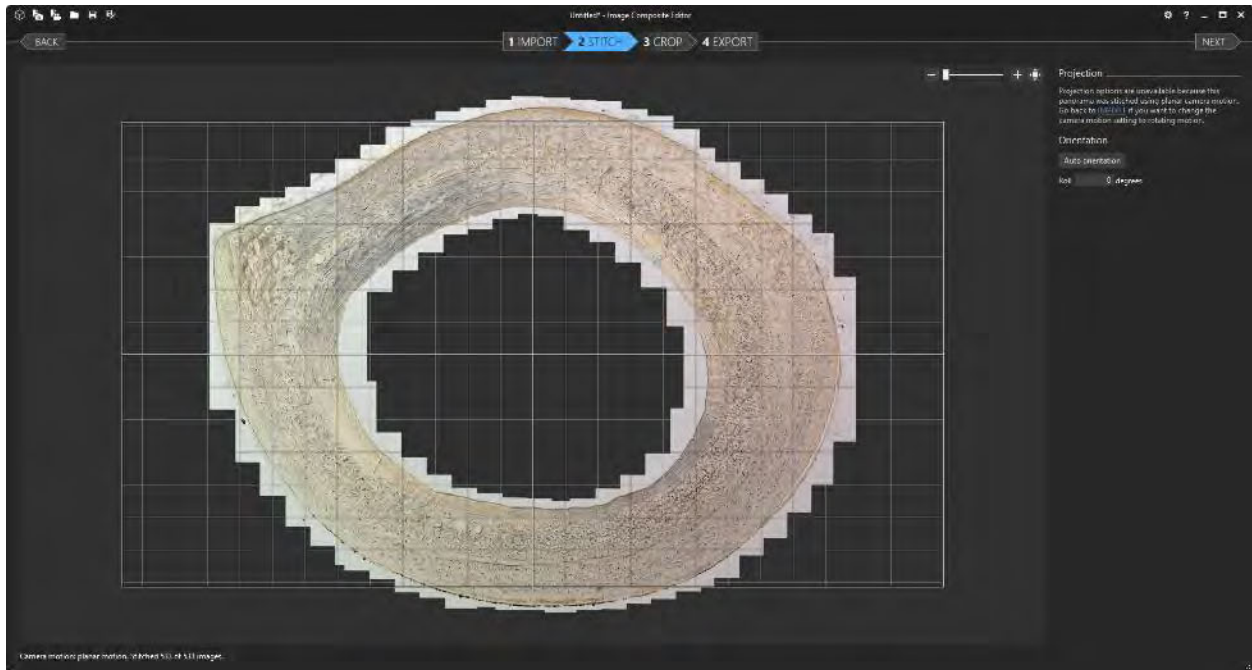 Untitled* - Image Composite Editor
BACK
1 IMPORT
2 STITCH
3 CROP
4 EXPORT
NEXT
Projection
Projection options are unavailable because this
panorama was stitched using planar camera motion.
Go back to IMPORT if you want to change the
camera motion setting to rotating motion.
Orientation
Auto orientation
Roll 0 degrees
Camera motion: planar motion. Stitched of images.